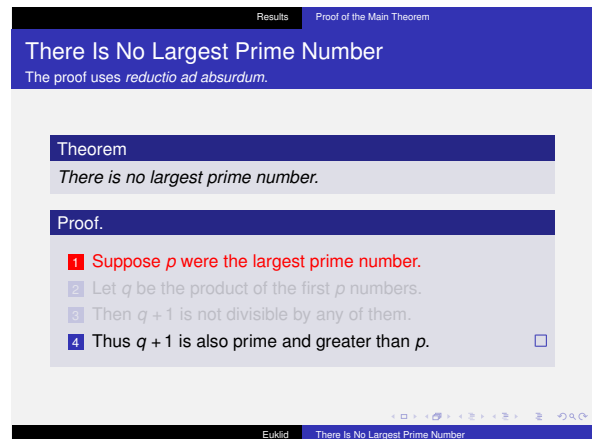 Results Proof of the Main Theorem
There Is No Largest Prime Number
The proof uses reductio ad absurdum.
Theorem
There is no largest prime number.
Proof.
1 Suppose p were the largest prime number.
2 Let q be the product of the first p numbers.
3 Then q + 1 is not divisible by any of them.
4 Thus q + 1 is also prime and greater than p.
Euklid There Is No Largest Prime Number